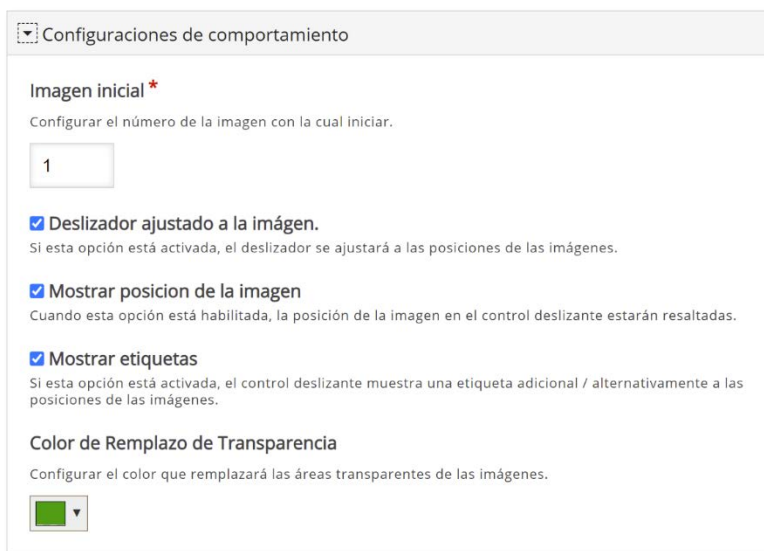 Configuraciones de comportamiento
Imagen inicial *
Configurar el número de la imagen con la cual iniciar.
1
Deslizador ajustado a la imágen.
Si esta opción está activada, el deslizador se ajustará a las posiciones de las imágenes.
Mostrar posicion de la imagen
Cuando esta opción está habilitada, la posición de la imagen en el control deslizante estarán resaltadas.
Mostrar etiquetas
Si esta opción está activada, el control deslizante muestra una etiqueta adicional / alternativamente a las
posiciones de las imágenes.
Color de Remplazo de Transparencia
Configurar el color que remplazará las áreas transparentes de las imágenes.